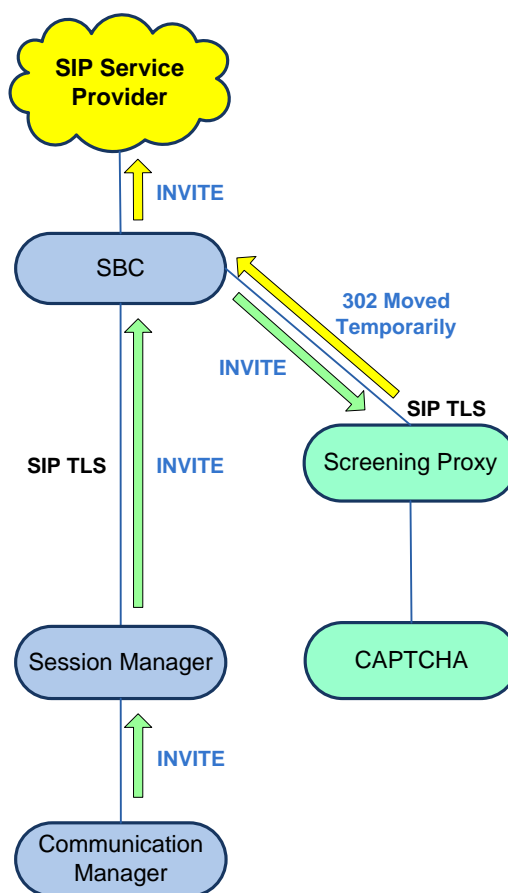 SIP Service
Provider
INVITE
SBC
302 Moved
Temporarily
INVITE
SIP TLS
SIP TLS
INVITE
Screening Proxy
Session Manager
CAPTCHA
INVITE
Communication
Manager